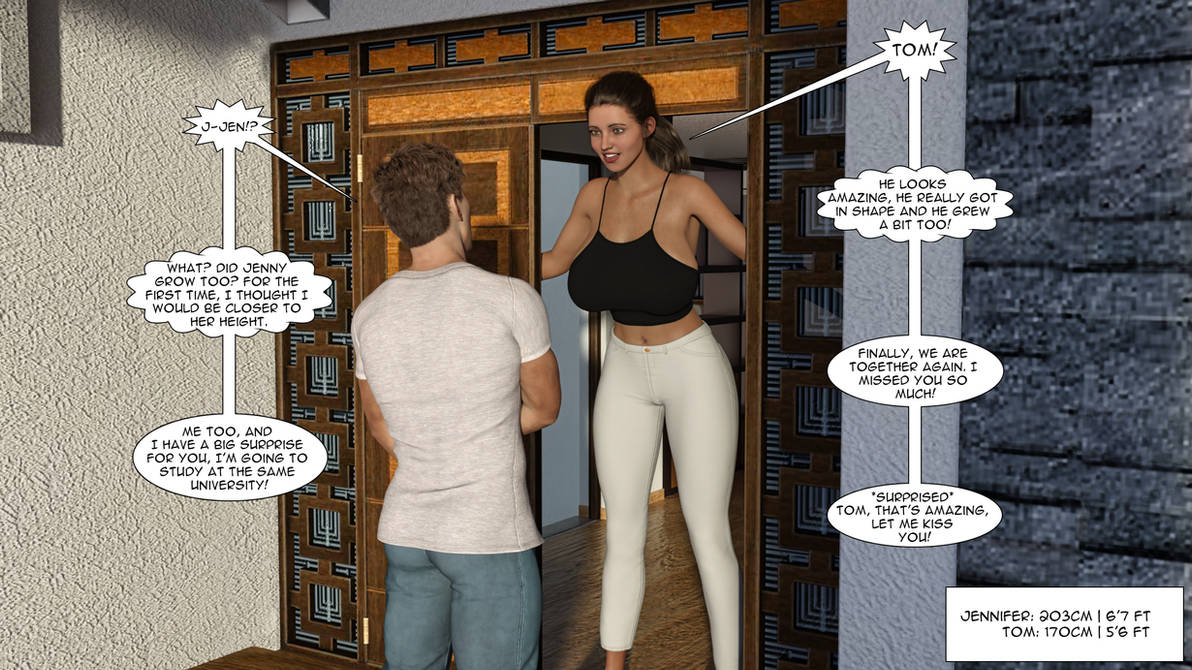 J-JEN!?
TOM!
WHAT? DID JENNY
GROW TOO? FOR THE
FIRST TIME, I THOUGHT I
WOULD BE CLOSER TO
HER HEIGHT.
HE LOOKS
AMAZING, HE REALLY GOT
IN SHAPE AND HE GREW
A BIT TOO!
FINALLY, WE ARE
TOGETHER AGAIN. I
MISSED YOU SO
MUCH!
ME TOO, AND
I HAVE A BIG SURPRISE
FOR YOU, I'M GOING TO
STUDY AT THE SAME
UNIVERSITY!
*SURPRISED*
TOM, THAT'S AMAZING,
LET ME KISS
YOU!
JENNIFER: 203CM | 6'7 FT
TOM: 170CM | 5'6 FT